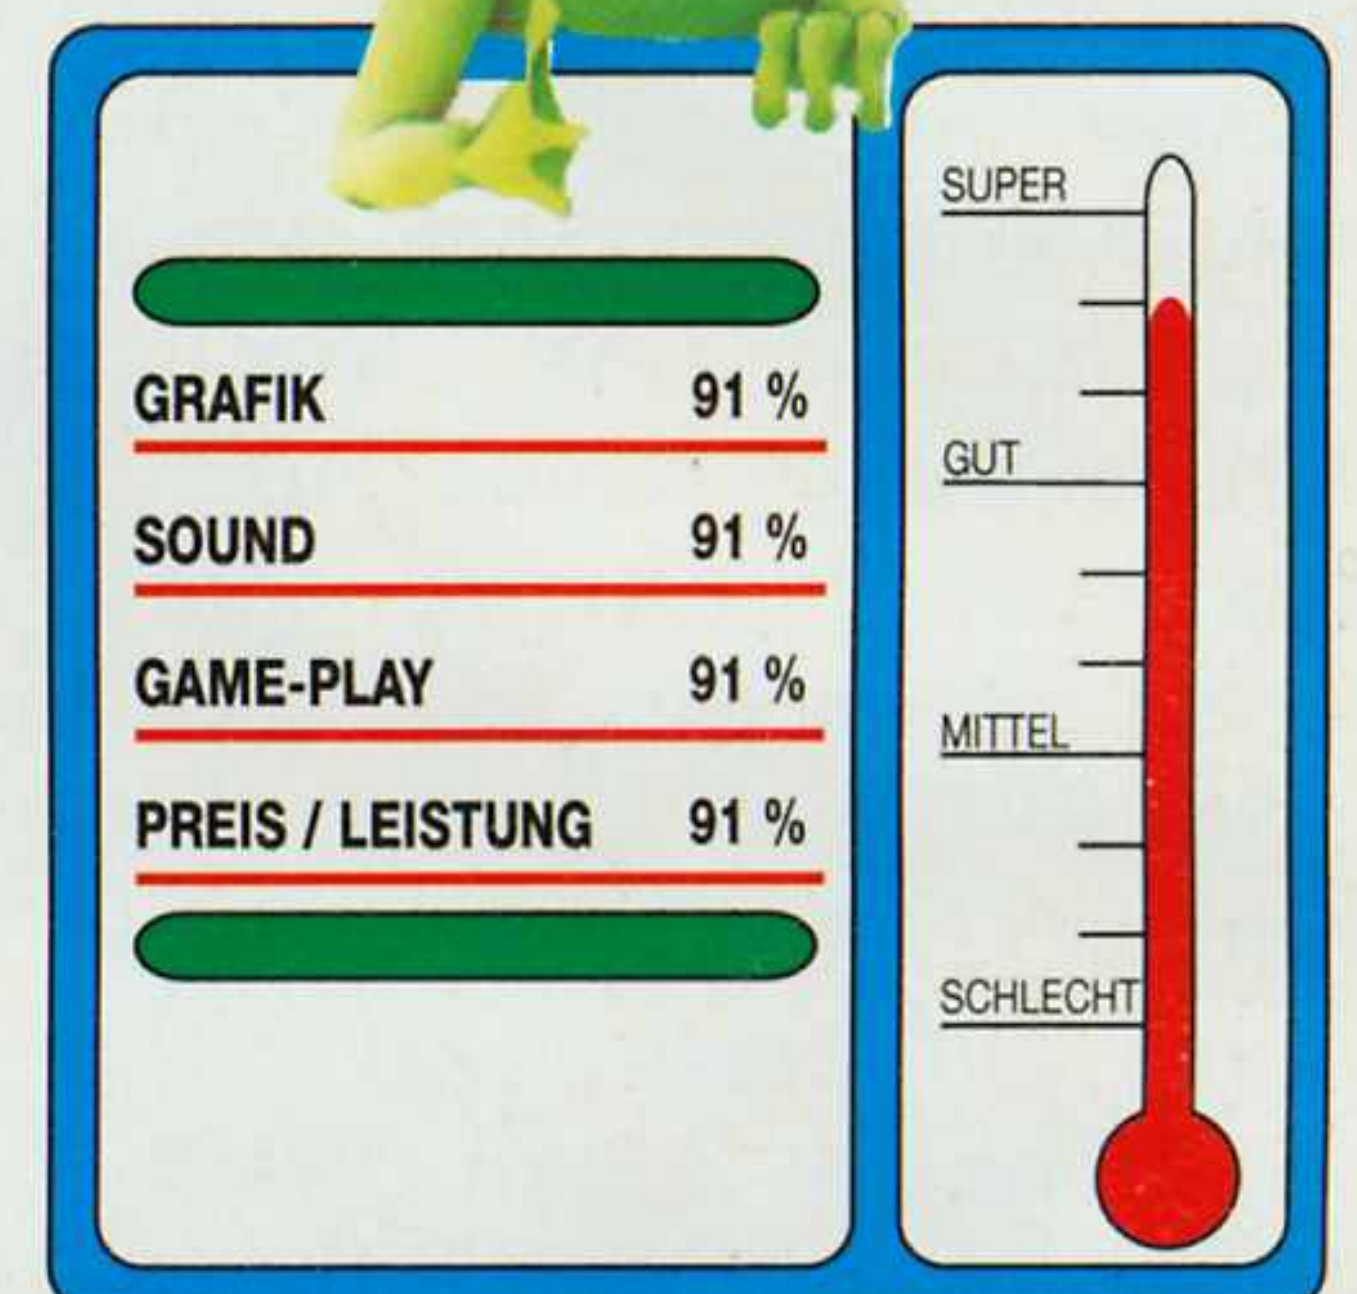 GRAFIK 91 %
SOUND 91 %
GAME-PLAY 91 %
PREIS / LEISTUNG 91 %
SUPER
GUT
MITTEL
SCHLECHT